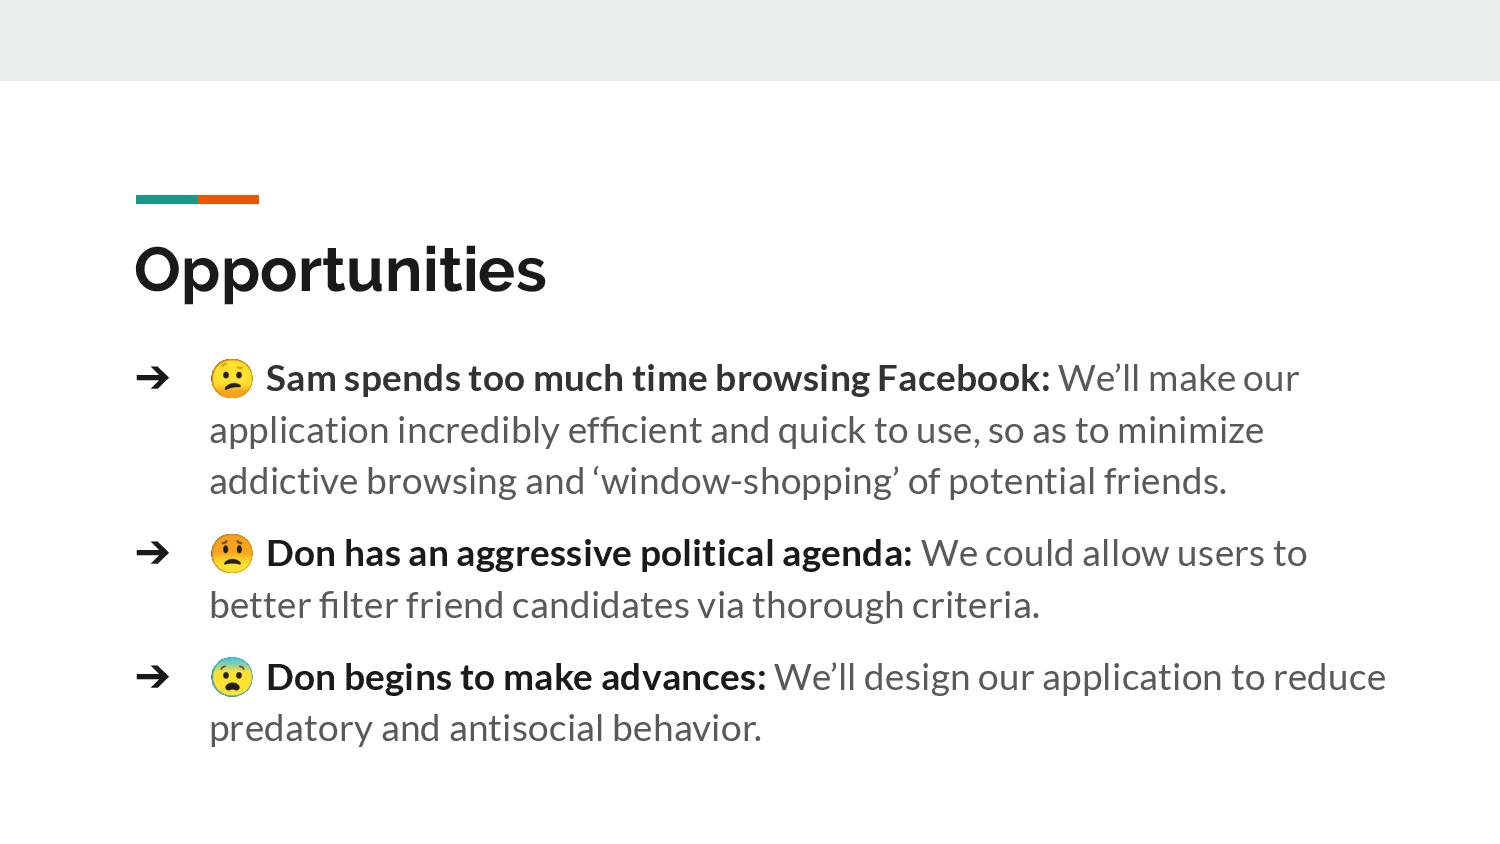 Opportunities
➔ 😕 Sam spends too much time browsing Facebook: We’ll make our
application incredibly efficient and quick to use, so as to minimize
addictive browsing and ‘window-shopping’ of potential friends.
➔ 😟 Don has an aggressive political agenda: We could allow users to
better filter friend candidates via thorough criteria.
➔ 😧 Don begins to make advances: We’ll design our application to reduce
predatory and antisocial behavior.